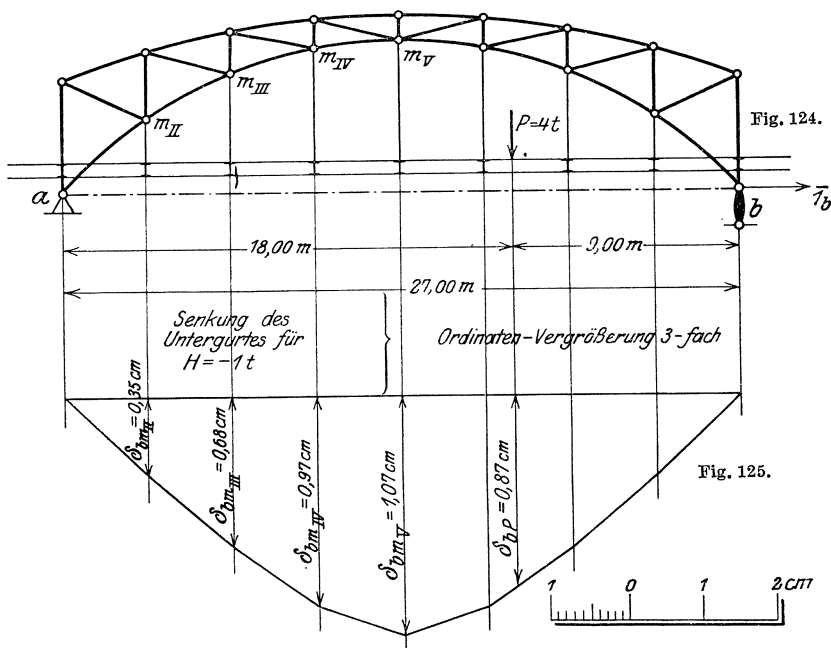 m_II
m_III
m_IV
m_V
P=4t
Fig. 124.
a
b
1̄_b
18,00 m
9,00 m
27,00 m
Senkung des
Untergurtes für
H=-1t
Ordinaten-Vergrößerung 3-fach
δ_bm_II = 0,35 cm
δ_bm_III = 0,68 cm
δ_bm_IV = 0,97 cm
δ_bm_V = 1,07 cm
δ_bP = 0,87 cm
Fig. 125.
1 0 1 2 cm